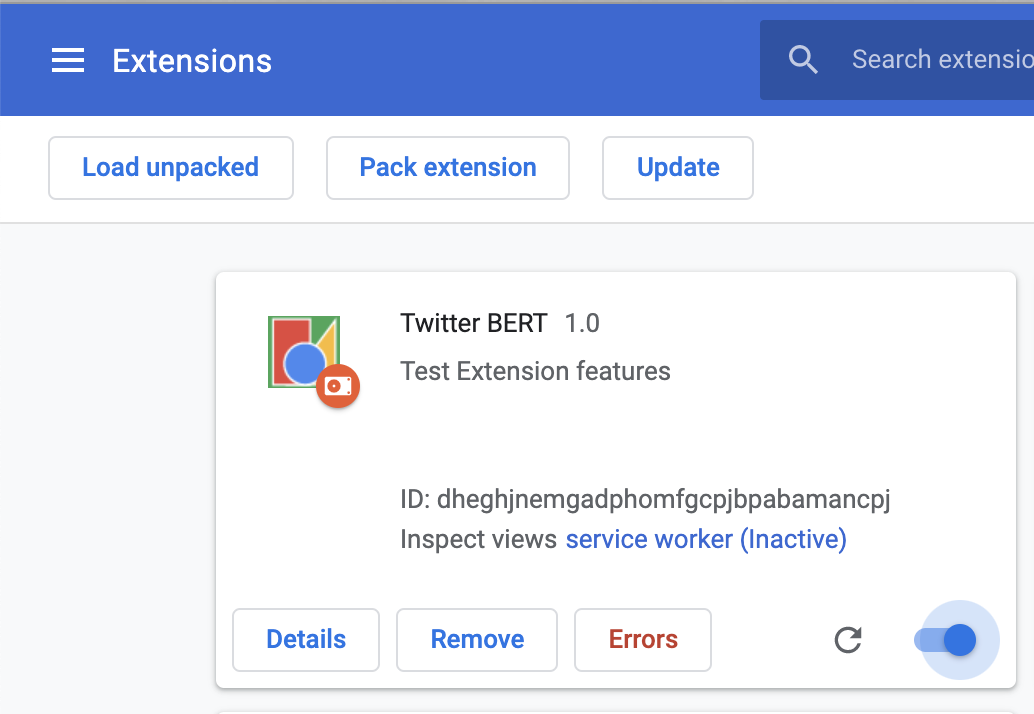 Extensions
Search extensio
Load unpacked
Pack extension
Update
Twitter BERT 1.0
Test Extension features
ID: dheghjnemgadphomfgcpjbpabamancpj
Inspect views service worker (Inactive)
Details
Remove
Errors